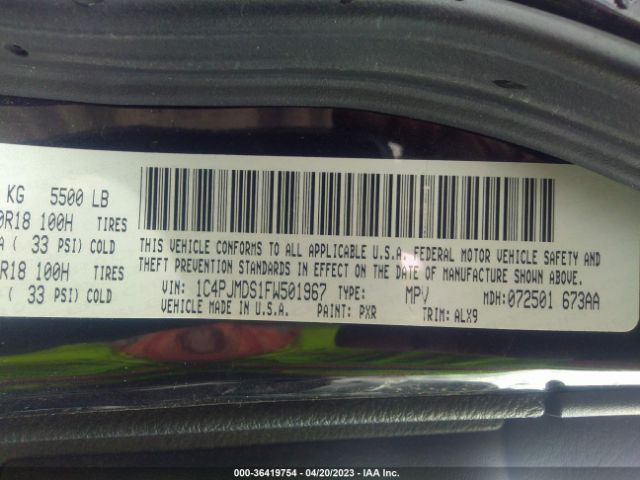 KG 5500 LB
0R18 100H TIRES
A ( 33 PSI) COLD
R18 100H TIRES
( 33 PSI) COLD
THIS VEHICLE CONFORMS TO ALL APPLICABLE U.S.A. FEDERAL MOTOR VEHICLE SAFETY AND
THEFT PREVENTION STANDARDS IN EFFECT ON THE DATE OF MANUFACTURE SHOWN ABOVE.
VIN: 1C4PJMDS1FW501967 TYPE: MPV MDH:072501 673AA
VEHICLE MADE IN U.S.A. PAINT: PXR TRIM: ALX9
000-36419754 - 04/20/2023 - IAA Inc.